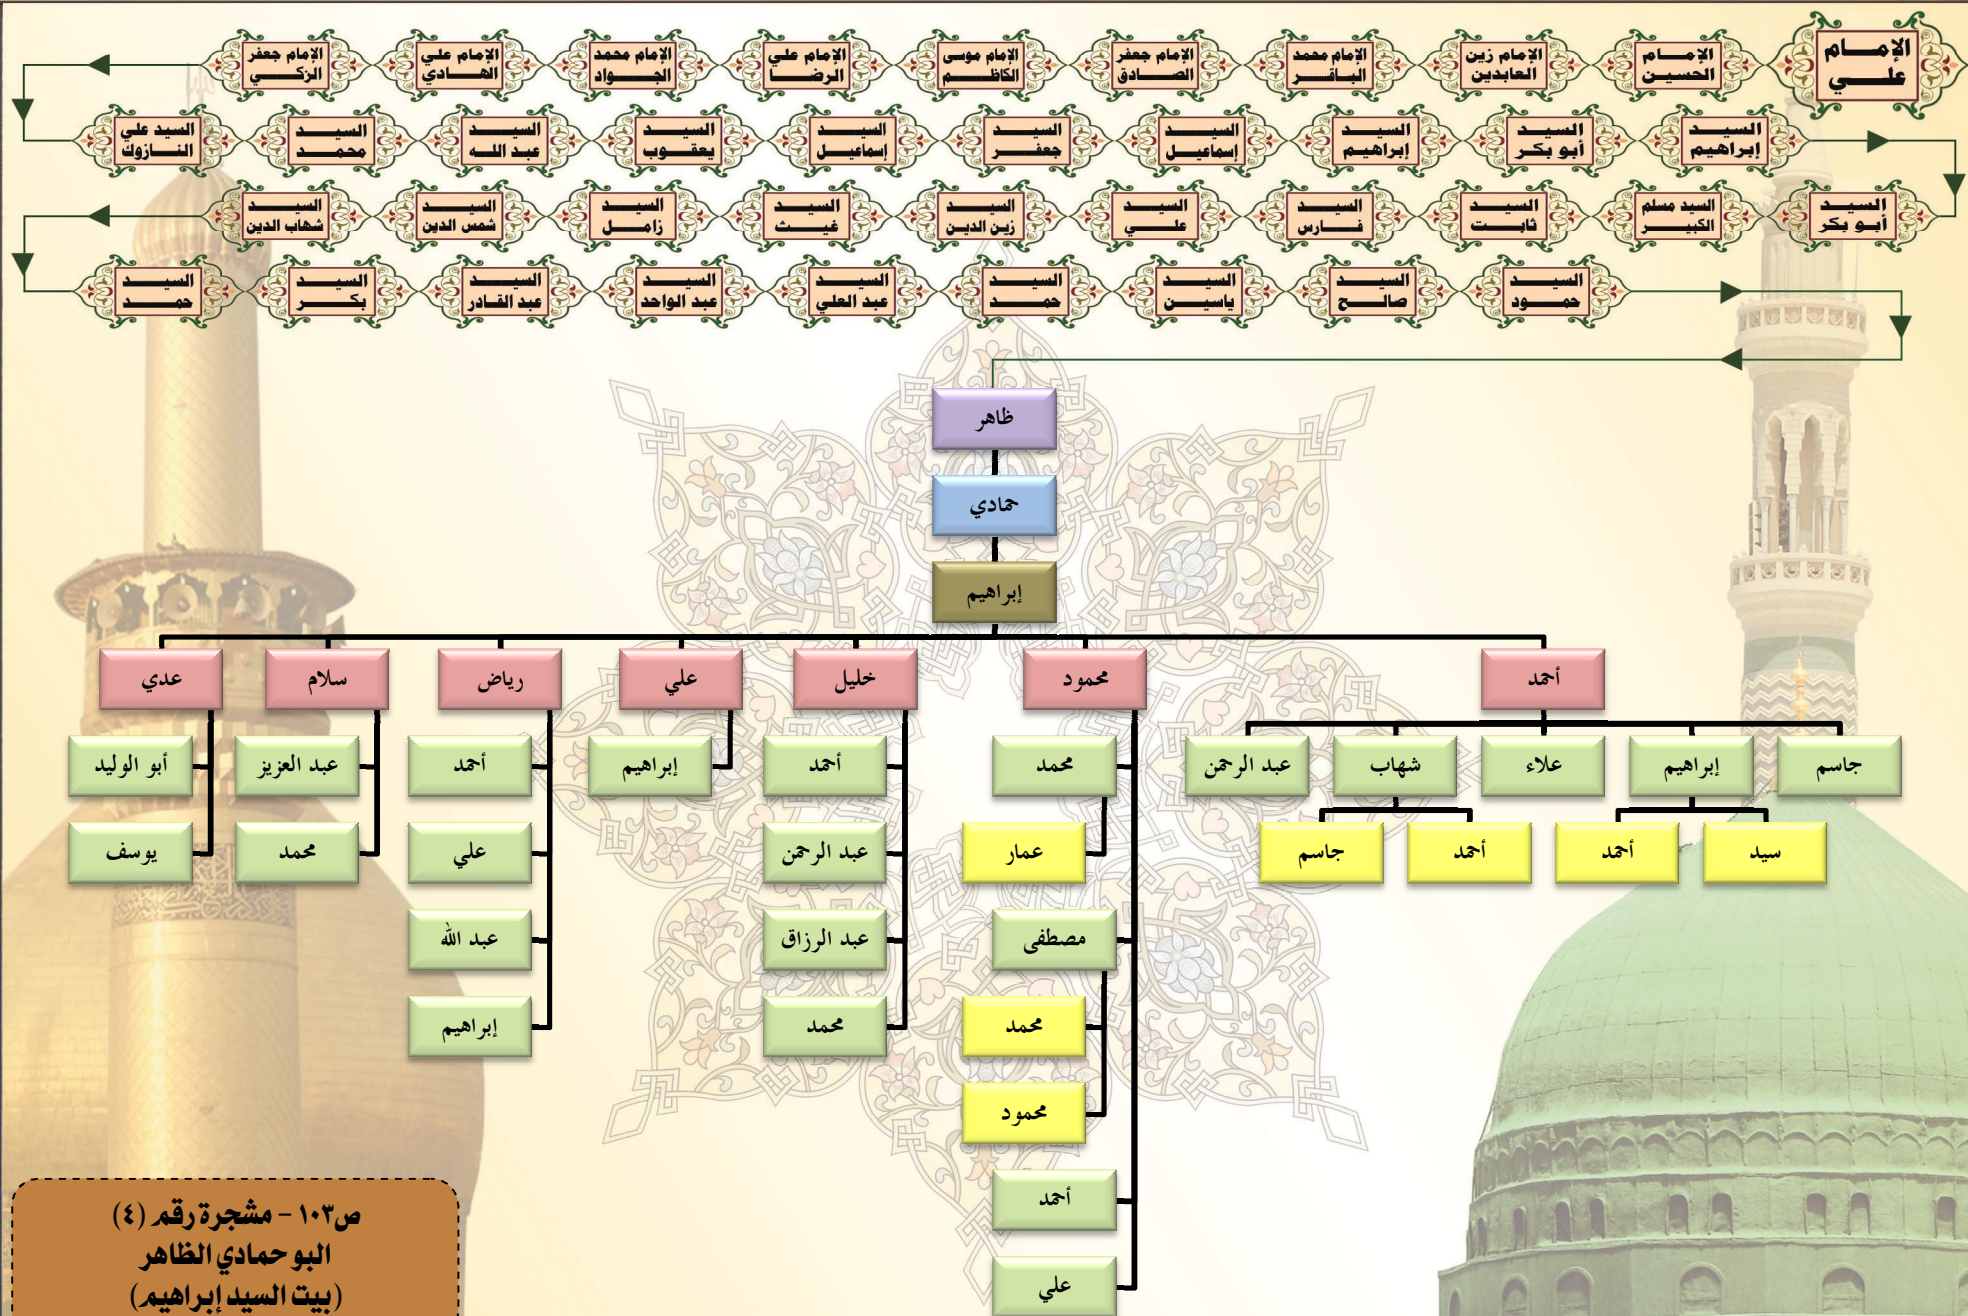 الإمام
علي
الإمام
الحسين
الإمام زين
العابدين
الإمام محمد
الباقر
الإمام جعفر
الصادق
الإمام موسى
الكاظم
الإمام علي
الرضا
الإمام محمد
الجواد
الإمام علي
الهادي
الإمام جعفر
الزكي
السيد علي
النازوك
السيد
محمد
السيد
عبد الله
السيد
يعقوب
السيد
إسماعيل
السيد
جعفر
السيد
إسماعيل
السيد
إبراهيم
السيد
أبو بكر
السيد
إبراهيم
السيد
أبو بكر
السيد مسلم
الكبير
السيد
ثابت
السيد
فارس
السيد
علي
السيد
زين الدين
السيد
غيث
السيد
زامل
السيد
شمس الدين
السيد
شهاب الدين
السيد
حمد
السيد
بكر
السيد
عبد القادر
السيد
عبد الواحد
السيد
عبد العلي
السيد
حمد
السيد
ياسين
السيد
صالح
السيد
حمود
ظاهر
حمادي
إبراهيم
أحمد
محمود
خليل
علي
رياض
سلام
عدي
جاسم
إبراهيم
علاء
شهاب
عبد الرحمن
محمد
أحمد
إبراهيم
أحمد
عبد العزيز
أبو الوليد
سيد
أحمد
أحمد
جاسم
عمار
عبد الرحمن
علي
محمد
يوسف
مصطفى
عبد الرزاق
عبد الله
محمد
محمد
إبراهيم
محمود
أحمد
علي
ص١٠٣ - مشجرة رقم (٤)
البو حمادي الظاهر
(بيت السيد إبراهيم)